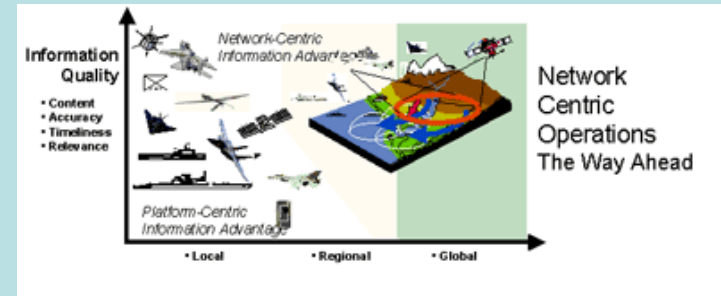 Information
Quality
• Content
• Accuracy
• Timeliness
• Relevance
Network-Centric
Information Advantage
Platform-Centric
Information Advantage
• Local
• Regional
• Global
Network
Centric
Operations
The Way Ahead